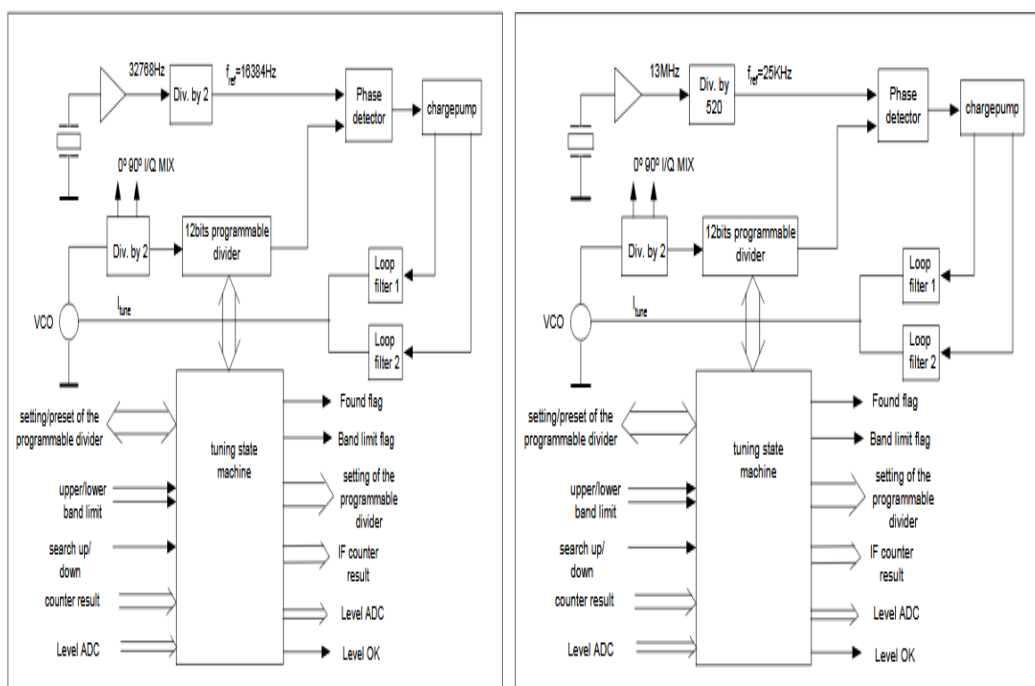 32768Hz
Div. by 2
fref=16384Hz
Phase
detector
chargepump
0º 90º I/Q MIX
Div. by 2
12bits programmable
divider
Loop
filter 1
Itune
VCO
Loop
filter 2
setting/preset of the
programmable divider
tuning state
machine
Found flag
Band limit flag
upper/lower
band limit
setting of the
programmable
divider
search up/
down
IF counter
result
counter result
Level ADC
Level ADC
Level OK
13MHz
Div. by
520
fref=25KHz
Phase
detector
chargepump
0º 90º I/Q MIX
Div. by 2
12bits programmable
divider
Loop
filter 1
Itune
VCO
Loop
filter 2
setting/preset of the
programmable divider
tuning state
machine
Found flag
Band limit flag
upper/lower
band limit
setting of the
programmable
divider
search up/
down
IF counter
result
counter result
Level ADC
Level ADC
Level OK